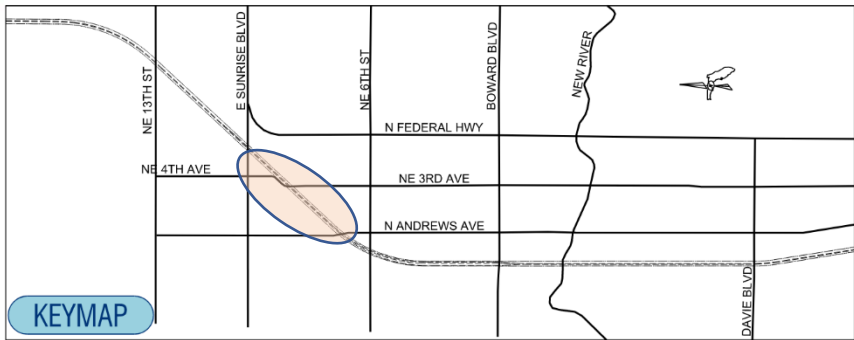 NE 13TH ST
E SUNRISE BLVD
NE 6TH ST
BOWARD BLVD
NEW RIVER
N FEDERAL HWY
NE 4TH AVE
NE 3RD AVE
N ANDREWS AVE
DAVIE BLVD
KEYMAP